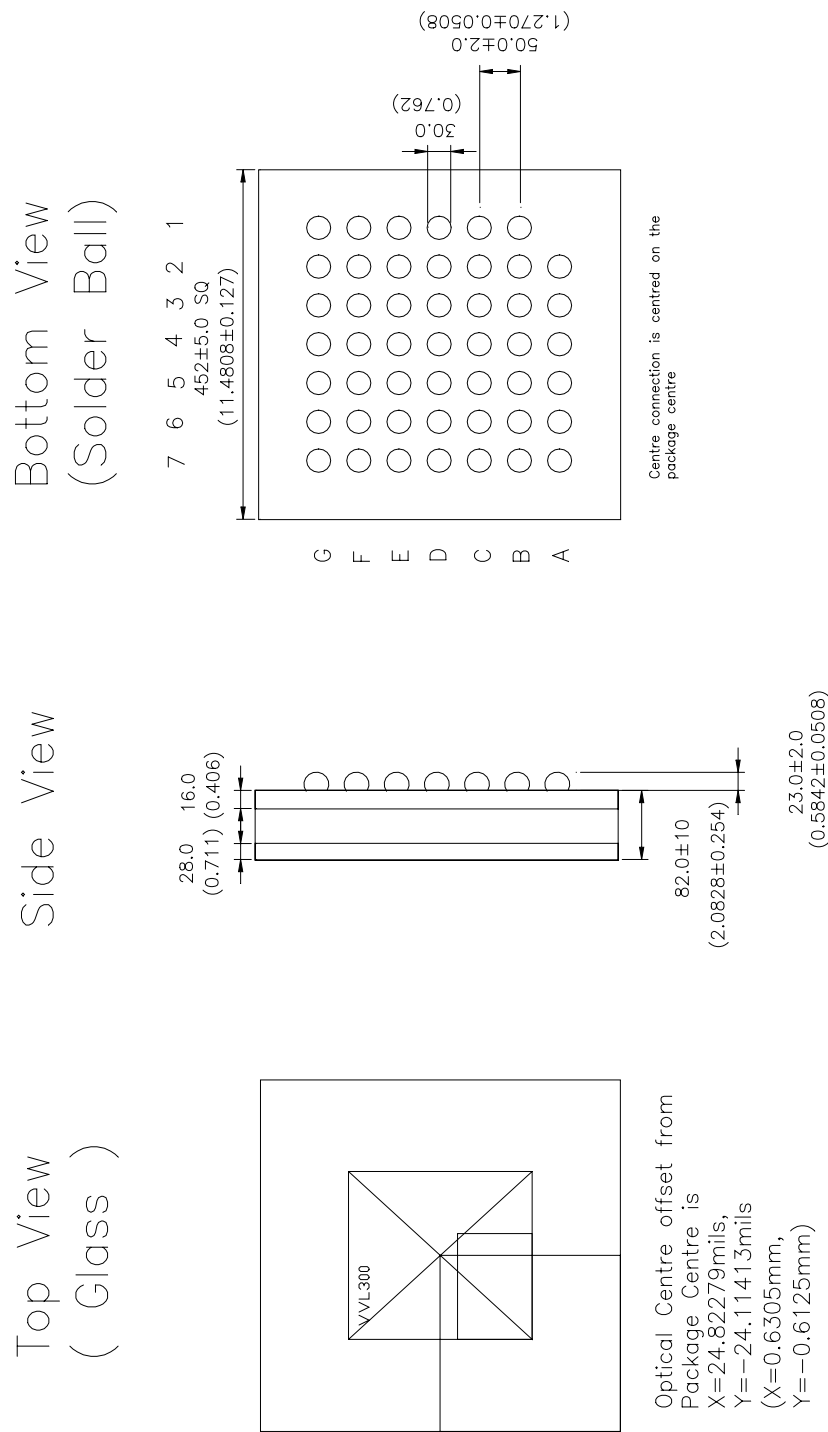 Top View
( Glass )
VVL300
Optical Centre offset from
Package Centre is
X=24.82279mils,
Y=-24.11413mils
(X=0.6305mm,
Y=-0.6125mm)
Side View
28.0
(0.711)
16.0
(0.406)
82.0±10
(2.0828±0.254)
23.0±2.0
(0.5842±0.0508)
Bottom View
(Solder Ball)
7 6 5 4 3 2 1
452±5.0 SQ
(11.4808±0.127)
G
F
E
D
C
B
A
30.0
(0.762)
50.0±2.0
(1.270±0.0508)
Centre connection is centred on the
package centre